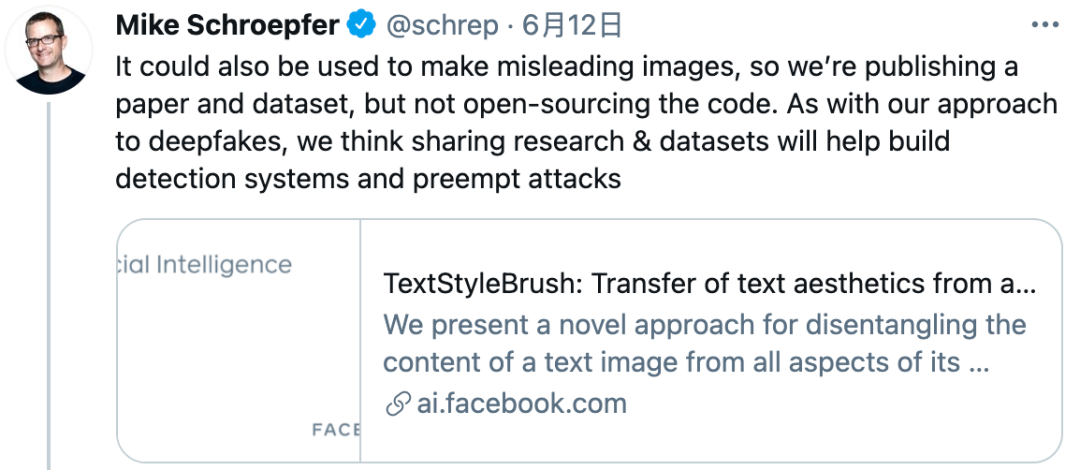 Mike Schroepfer @schrep · 6月12日
It could also be used to make misleading images, so we’re publishing a
paper and dataset, but not open-sourcing the code. As with our approach
to deepfakes, we think sharing research & datasets will help build
detection systems and preempt attacks
cial Intelligence
FACE
TextStyleBrush: Transfer of text aesthetics from a...
We present a novel approach for disentangling the
content of a text image from all aspects of its ...
ai.facebook.com